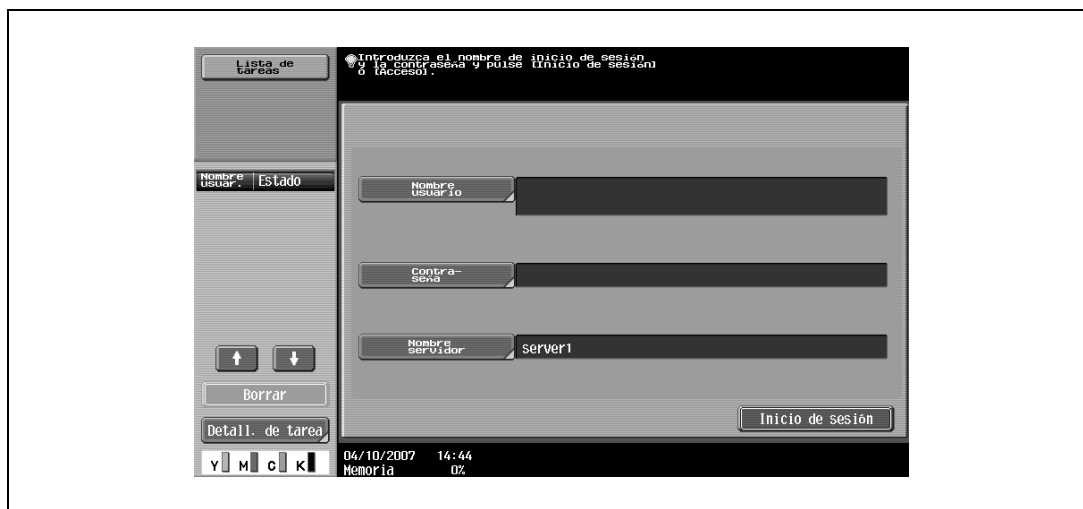 Lista de
tareas
Introduzca el nombre de inicio de sesión
y la contraseña y pulse [Inicio de sesión]
o [Acceso].
Nombre
usuar.
Estado
Nombre
usuario
Contra-
seña
Nombre
servidor
server1
Borrar
Detall. de tarea
Inicio de sesión
Y M C K
04/10/2007 14:44
Memoria 0%